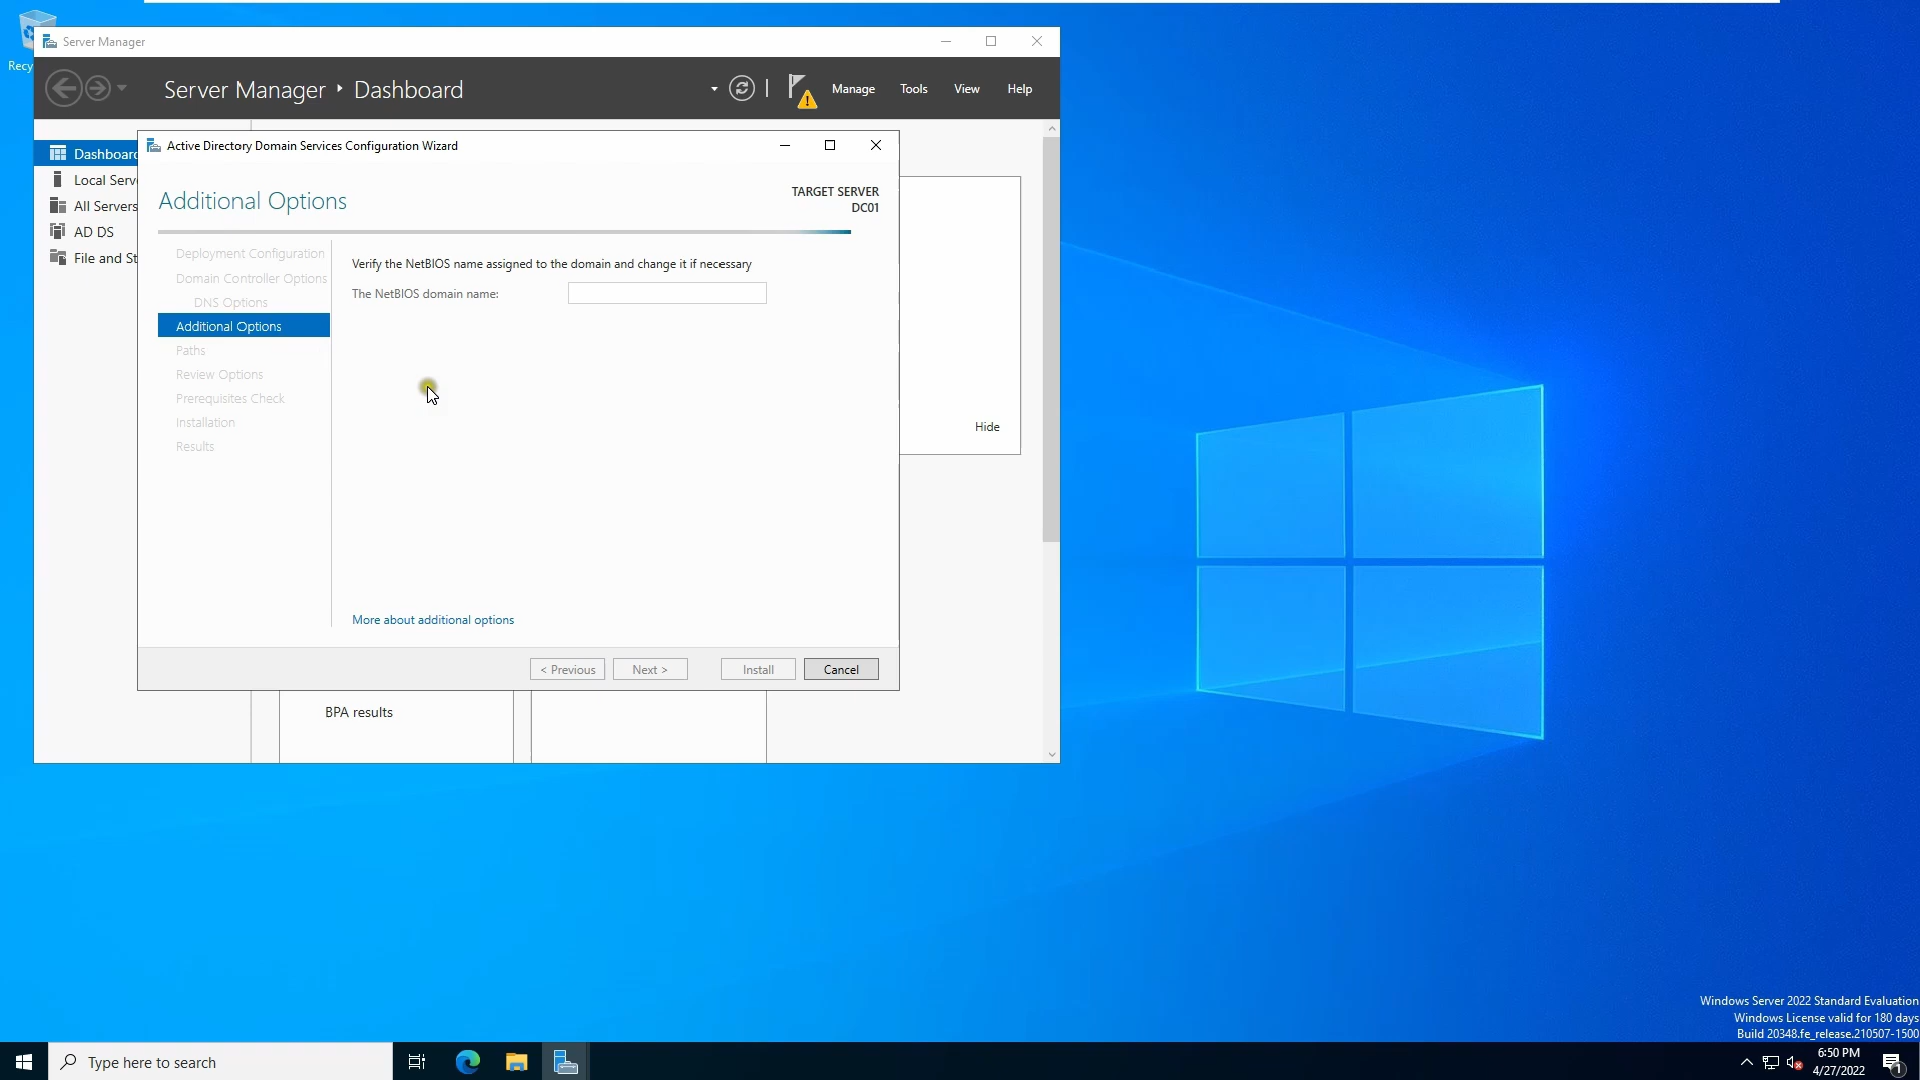 Recy
Server Manager
Server Manager
Dashboard
Manage
Tools
View
Help
Dashboard
Local Serv
All Servers
AD DS
File and St
Active Directory Domain Services Configuration Wizard
Additional Options
TARGET SERVER
DC01
Deployment Configuration
Domain Controller Options
DNS Options
Additional Options
Paths
Review Options
Prerequisites Check
Installation
Results
Verify the NetBIOS name assigned to the domain and change it if necessary
The NetBIOS domain name:
More about additional options
< Previous
Next >
Install
Cancel
Hide
BPA results
Windows Server 2022 Standard Evaluation
Windows License valid for 180 days
Build 20348.fe_release.210507-1500
Type here to search
6:50 PM
4/27/2022
1